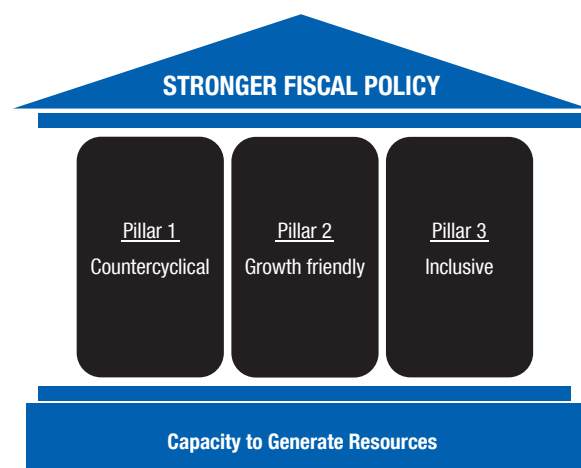 STRONGER FISCAL POLICY
Pillar 1
Countercyclical
Pillar 2
Growth friendly
Pillar 3
Inclusive
Capacity to Generate Resources